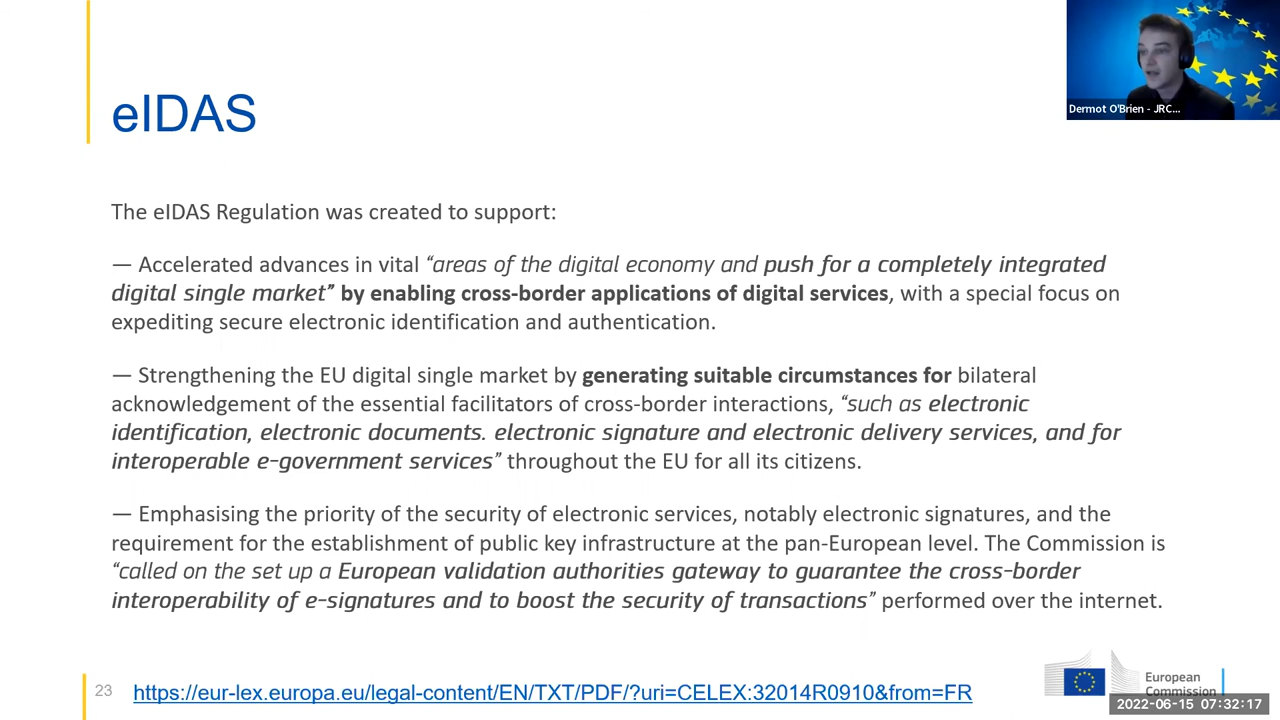 eIDAS
Dermot O'Brien - JRC...
The eIDAS Regulation was created to support:
— Accelerated advances in vital “areas of the digital economy and push for a completely integrated
digital single market” by enabling cross-border applications of digital services, with a special focus on
expediting secure electronic identification and authentication.
— Strengthening the EU digital single market by generating suitable circumstances for bilateral
acknowledgement of the essential facilitators of cross-border interactions, “such as electronic
identification, electronic documents. electronic signature and electronic delivery services, and for
interoperable e-government services” throughout the EU for all its citizens.
— Emphasising the priority of the security of electronic services, notably electronic signatures, and the
requirement for the establishment of public key infrastructure at the pan-European level. The Commission is
“called on the set up a European validation authorities gateway to guarantee the cross-border
interoperability of e-signatures and to boost the security of transactions” performed over the internet.
23
https://eur-lex.europa.eu/legal-content/EN/TXT/PDF/?uri=CELEX:32014R0910&from=FR
European
Commission
2022-06-15 07:32:17